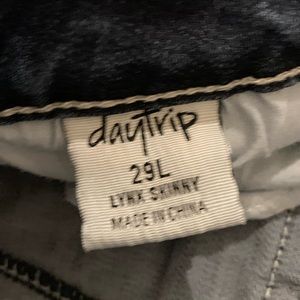 daytrip
29L
LYNX SKINNY
MADE IN CHINA